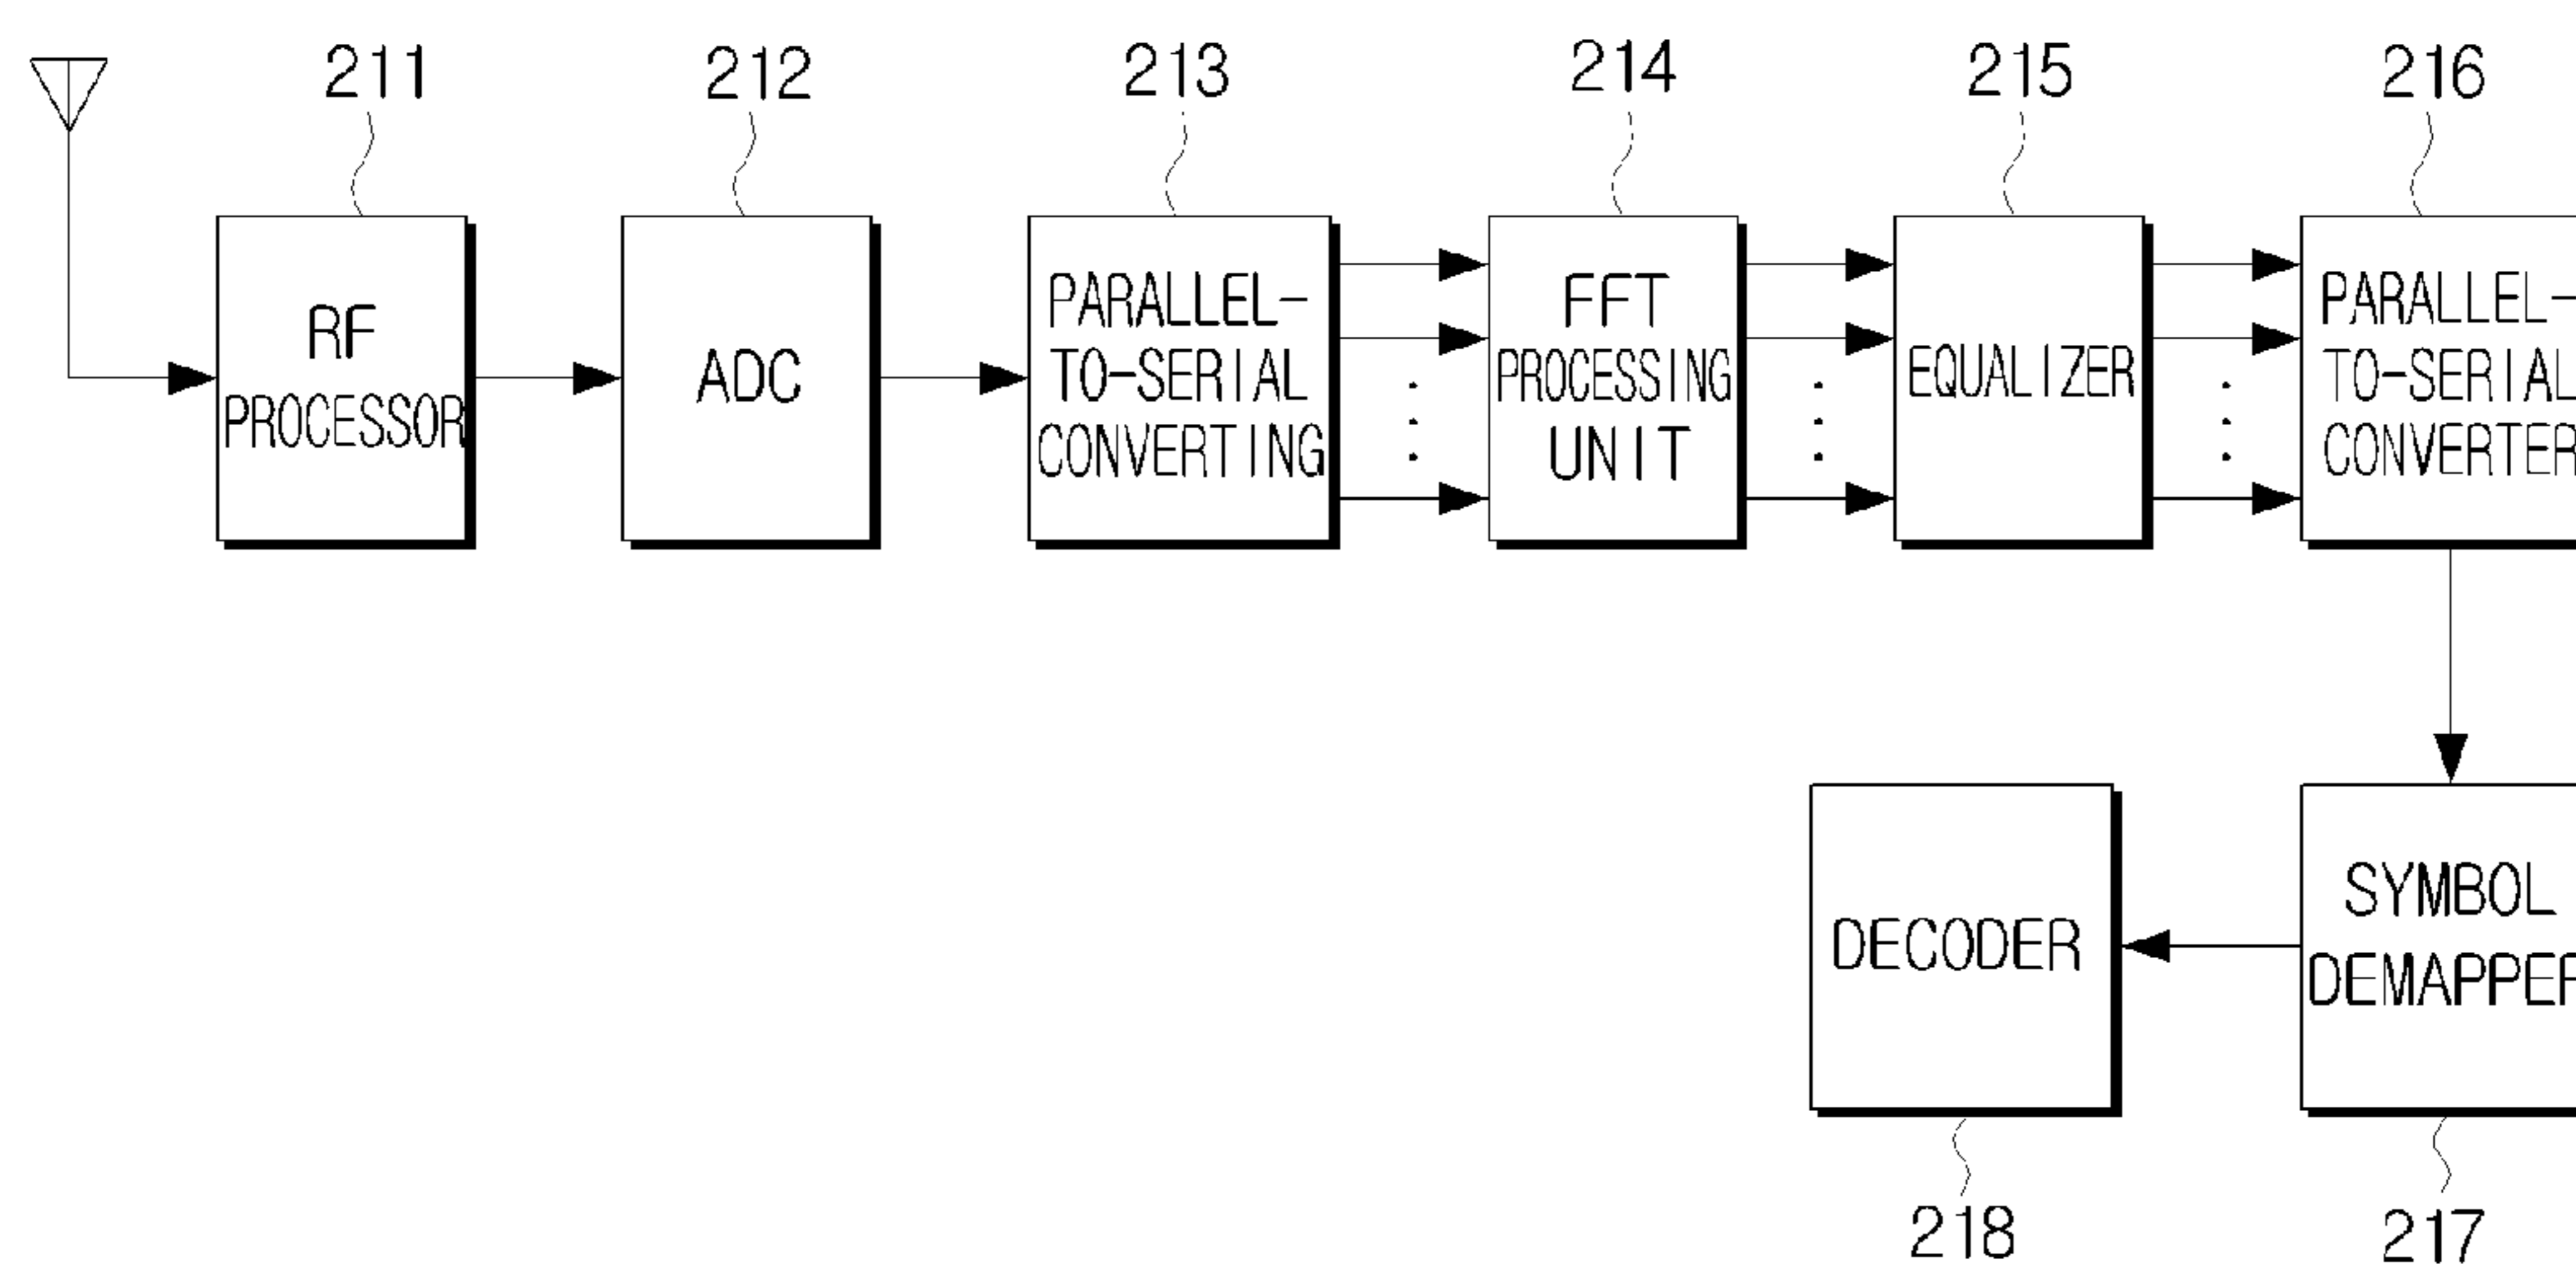 211
212
213
214
215
216
RF
PROCESSOR
ADC
PARALLEL-
TO-SERIAL
CONVERTING
FFT
PROCESSING
UNIT
EQUALIZER
PARALLEL-
TO-SERIAL
CONVERTER
DECODER
SYMBOL
DEMAPPER
218
217